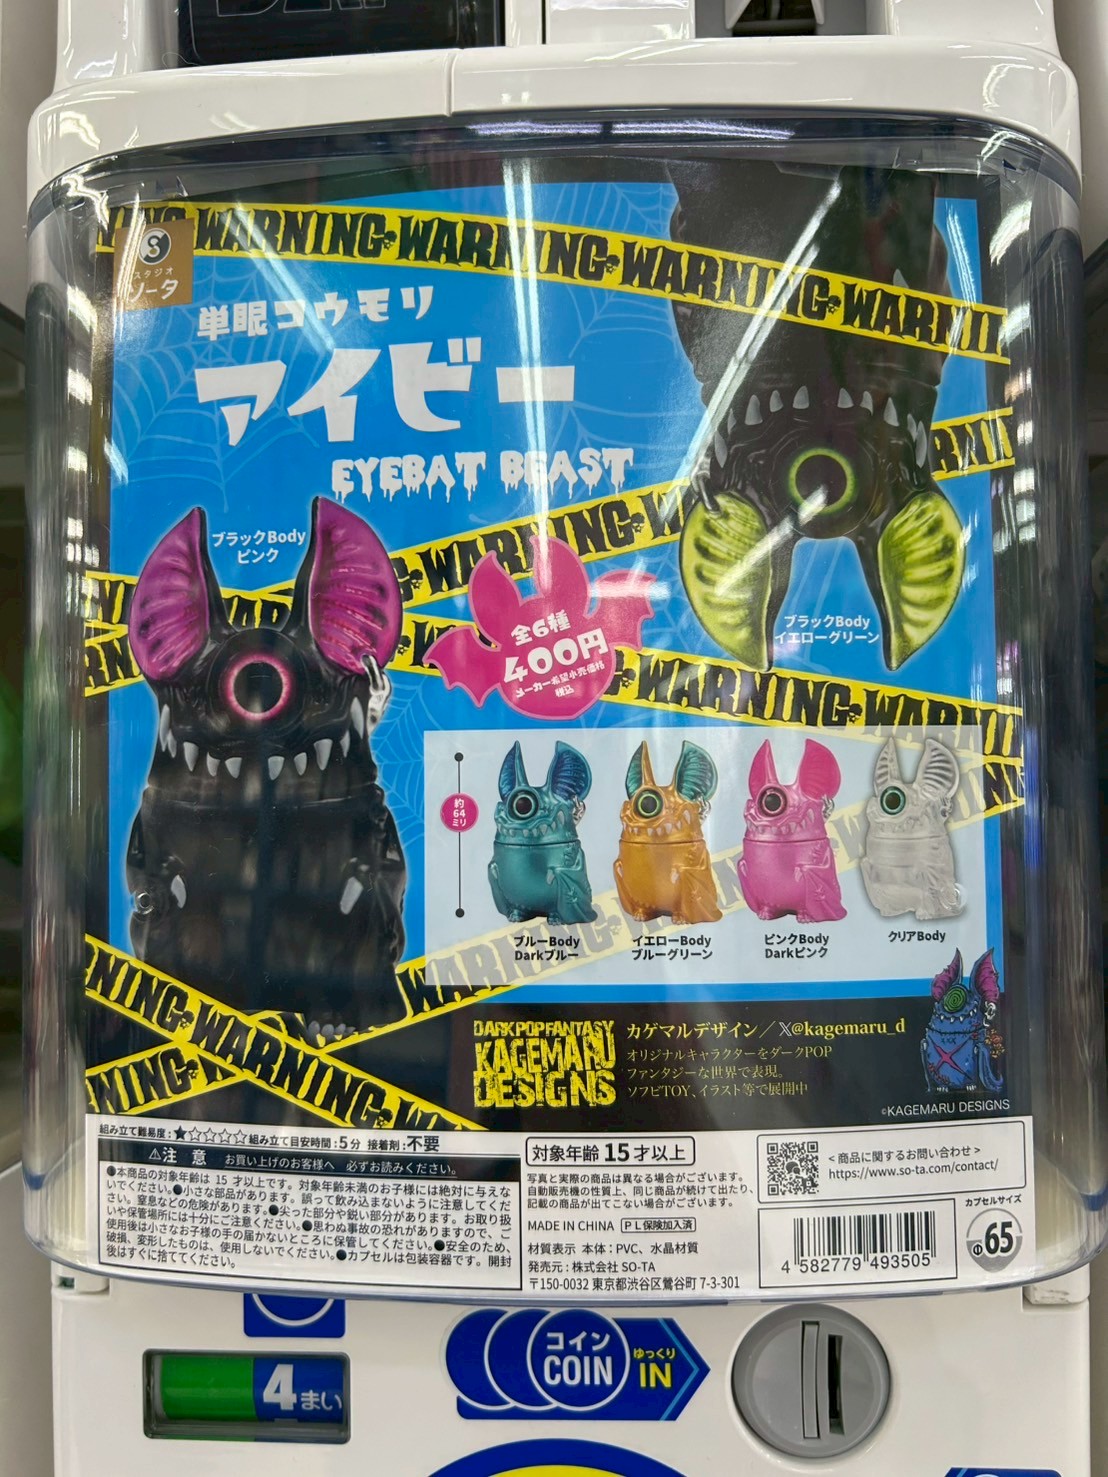 WARNING WARNING WARNING WARNI
スタジオ
ソータ
単眼コウモリ
アイビー
EYEBAT BEAST
WARNING
ブラックBody
ピンク
ブラックBody
イエローグリーン
全6種
400円
メーカー希望小売価格
税込
WARNING WARNI
約
64
ミリ
ブルーBody
Darkブルー
イエローBody
ブルーグリーン
ピンクBody
Darkピンク
クリアBody
WARNING
DARK POP FANTASY
KAGEMARU
DESIGNS
カゲマルデザイン/𝕏@kagemaru_d
オリジナルキャラクターをダークPOP
ファンタジーな世界で表現。
ソフビTOY、イラスト等で展開中
©KAGEMARU DESIGNS
組み立て難易度:★☆☆☆☆ 組み立て目安時間:5分 接着剤:不要
⚠注 意 お買い上げのお客様へ 必ずお読みください。
●本商品の対象年齢は 15 才以上です。対象年齢未満のお子様には絶対に与えな
いでください。●小さな部品があります。誤って飲み込まないように注意してくだ
さい。窒息などの危険があります。●尖った部分や鋭い部分があります。お取り扱
いや保管場所には十分にご注意ください。●思わぬ事故の恐れがありますので、ご
使用後は小さなお子様の手の届かないところに保管してください。●安全のため、
破損、変形したものは、使用しないでください。●カプセルは包装容器です。開封
後はすぐに捨ててください。
対象年齢 15 才以上
写真と実際の商品は異なる場合がございます。
自動販売機の性質上、同じ商品が続けて出たり、
記載の商品が出てこない場合がございます。
MADE IN CHINA PL保険加入済
材質表示 本体:PVC、水晶材質
発売元:株式会社 SO-TA
〒150-0032 東京都渋谷区鶯谷町 7-3-301
<商品に関するお問い合わせ>
https://www.so-ta.com/contact/
4 582779 493505
カプセルサイズ
Φ65
4まい
コイン
COIN
ゆっくり
IN